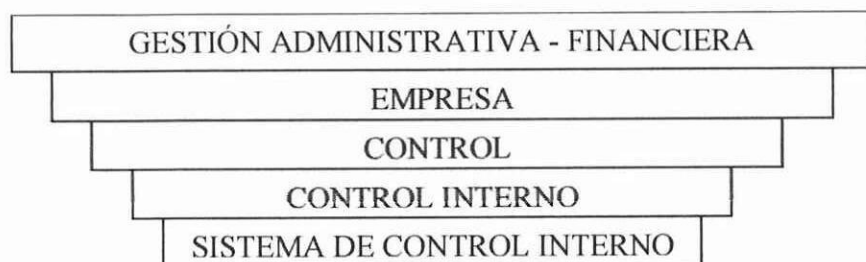 GESTIÓN ADMINISTRATIVA - FINANCIERA
EMPRESA
CONTROL
CONTROL INTERNO
SISTEMA DE CONTROL INTERNO